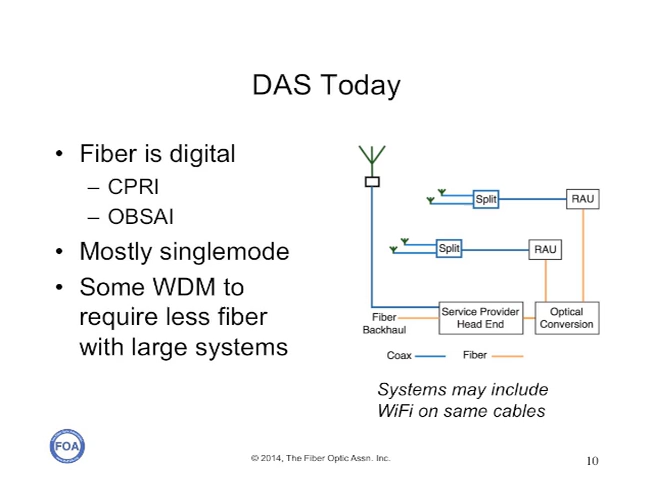 DAS Today
• Fiber is digital
– CPRI
– OBSAI
• Mostly singlemode
• Some WDM to
require less fiber
with large systems
Split
RAU
Split
RAU
Fiber
Backhaul
Service Provider
Head End
Optical
Conversion
Coax
Fiber
Systems may include
WiFi on same cables
FOA
© 2014, The Fiber Optic Assn. Inc.
10